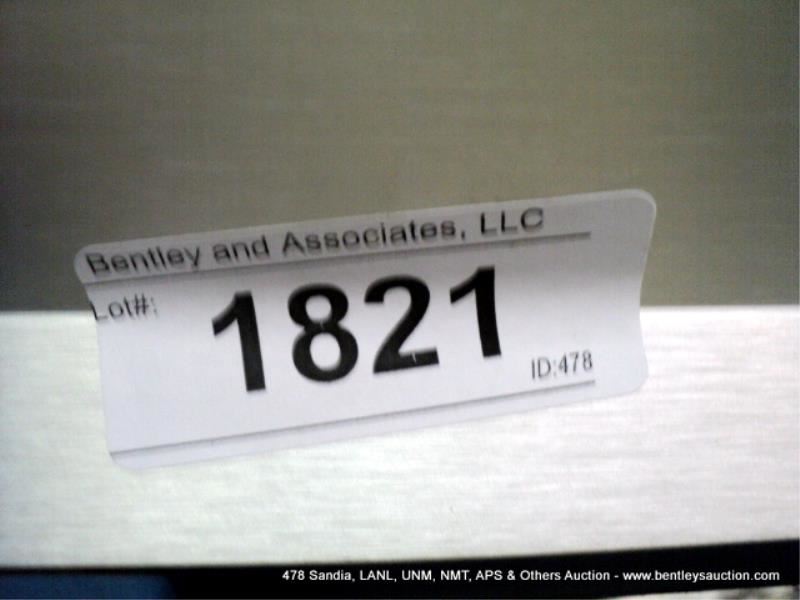 Bentley and Associates, LLC
Lot#:
1821
ID:478
478 Sandia, LANL, UNM, NMT, APS & Others Auction - www.bentleysauction.com